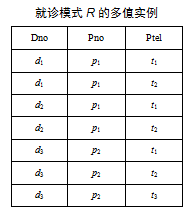 就诊模式 R 的多值实例
Dno Pno Ptel
d1 p1 t1
d1 p1 t2
d2 p1 t1
d2 p1 t2
d3 p2 t1
d3 p2 t2
d3 p2 t3